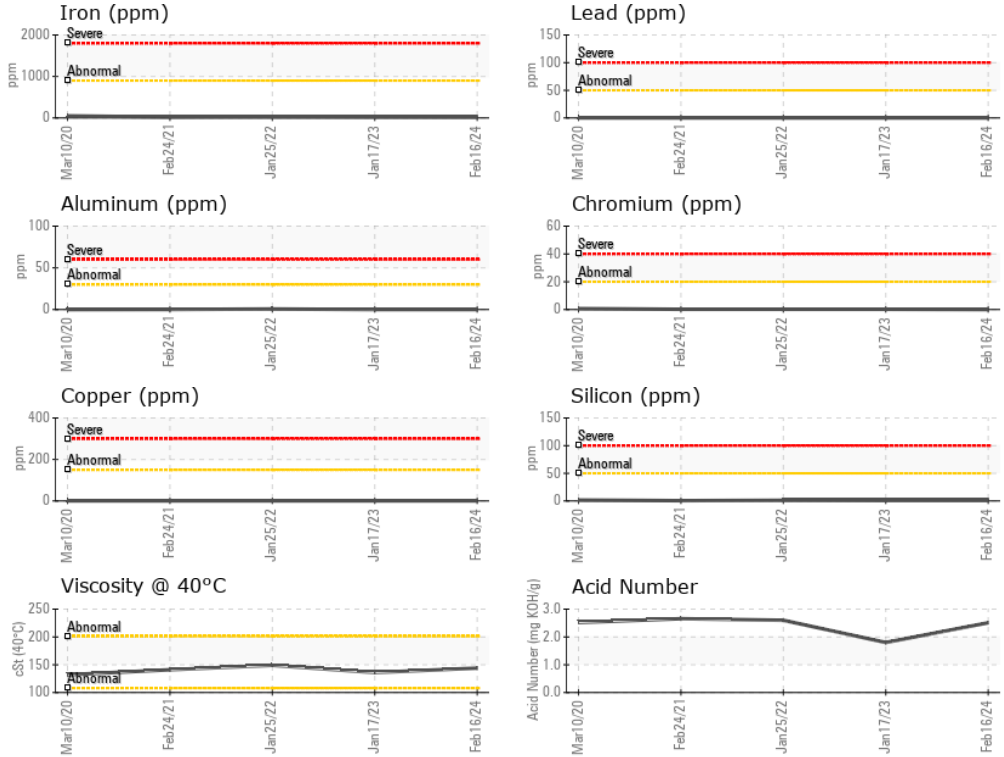 Iron (ppm)
ppm
2000
1000
0
Severe
Abnormal
Mar10/20
Feb24/21
Jan25/22
Jan17/23
Feb16/24
Lead (ppm)
ppm
150
100
50
0
Severe
Abnormal
Mar10/20
Feb24/21
Jan25/22
Jan17/23
Feb16/24
Aluminum (ppm)
ppm
100
50
0
Severe
Abnormal
Mar10/20
Feb24/21
Jan25/22
Jan17/23
Feb16/24
Chromium (ppm)
ppm
60
40
20
0
Severe
Abnormal
Mar10/20
Feb24/21
Jan25/22
Jan17/23
Feb16/24
Copper (ppm)
ppm
400
200
0
Severe
Abnormal
Mar10/20
Feb24/21
Jan25/22
Jan17/23
Feb16/24
Silicon (ppm)
ppm
150
100
50
0
Severe
Abnormal
Mar10/20
Feb24/21
Jan25/22
Jan17/23
Feb16/24
Viscosity @ 40°C
cSt (40°C)
250
200
150
100
Abnormal
Abnormal
Mar10/20
Feb24/21
Jan25/22
Jan17/23
Feb16/24
Acid Number
Acid Number (mg KOH/g)
3.0
2.0
1.0
0.0
Mar10/20
Feb24/21
Jan25/22
Jan17/23
Feb16/24